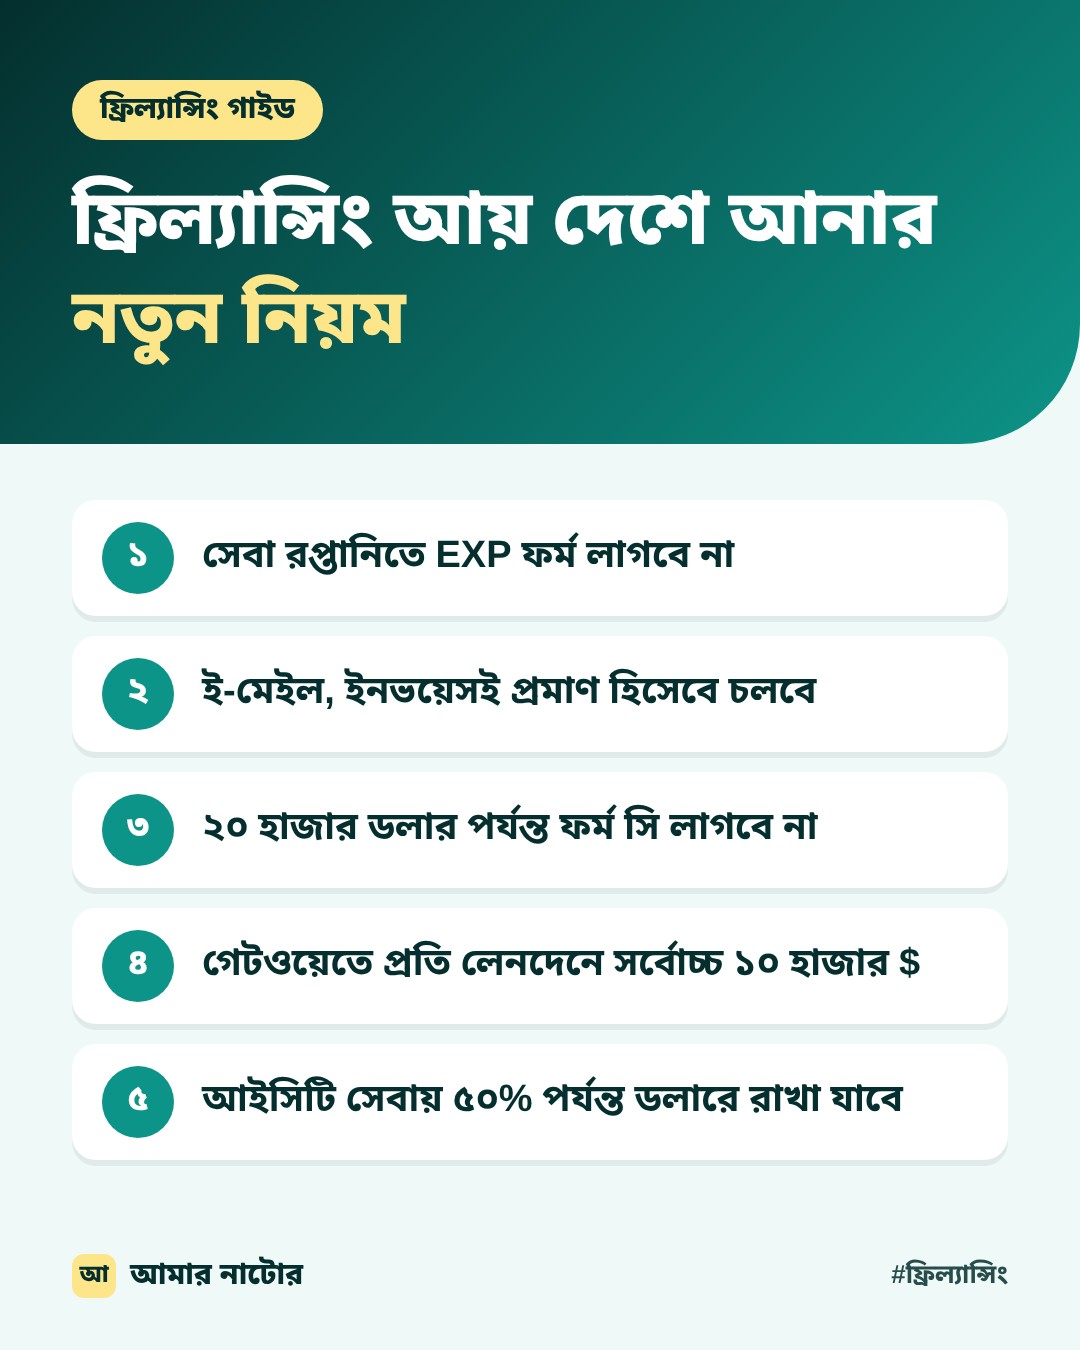 ফ্রিল্যান্সিং গাইড
ফ্রিল্যান্সিং আয় দেশে আনার
নতুন নিয়ম
১ সেবা রপ্তানিতে EXP ফর্ম লাগবে না
২ ই-মেইল, ইনভয়েসই প্রমাণ হিসেবে চলবে
৩ ২০ হাজার ডলার পর্যন্ত ফর্ম সি লাগবে না
৪ গেটওয়েতে প্রতি লেনদেনে সর্বোচ্চ ১০ হাজার $
৫ আইসিটি সেবায় ৫০% পর্যন্ত ডলারে রাখা যাবে
আ আমার নাটোর
#ফ্রিল্যান্সিং